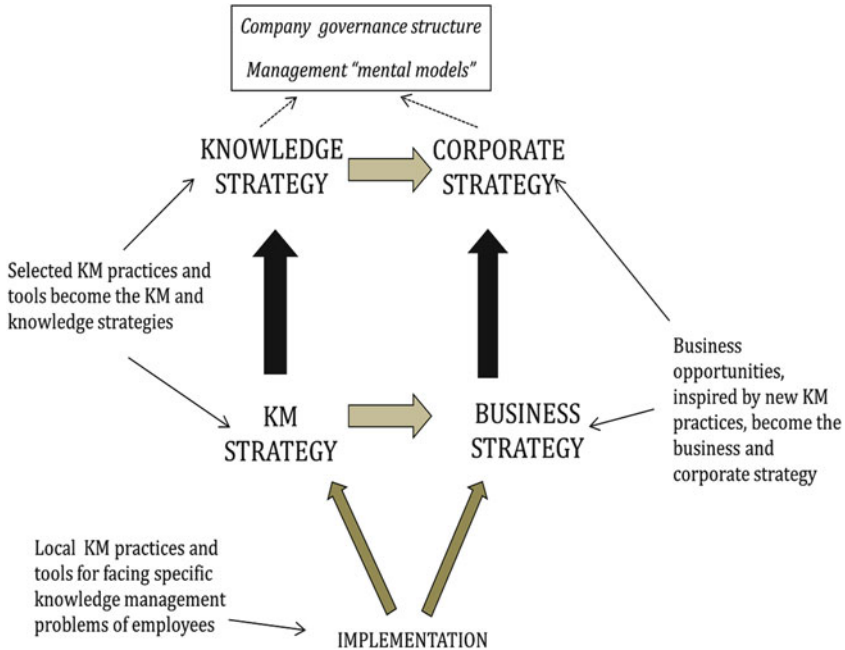 Company governance structure
Management “mental models”
KNOWLEDGE
STRATEGY
CORPORATE
STRATEGY
Selected KM practices and
tools become the KM and
knowledge strategies
Business
opportunities,
inspired by new KM
practices, become the
business and
corporate strategy
KM
STRATEGY
BUSINESS
STRATEGY
Local KM practices and
tools for facing specific
knowledge management
problems of employees
IMPLEMENTATION